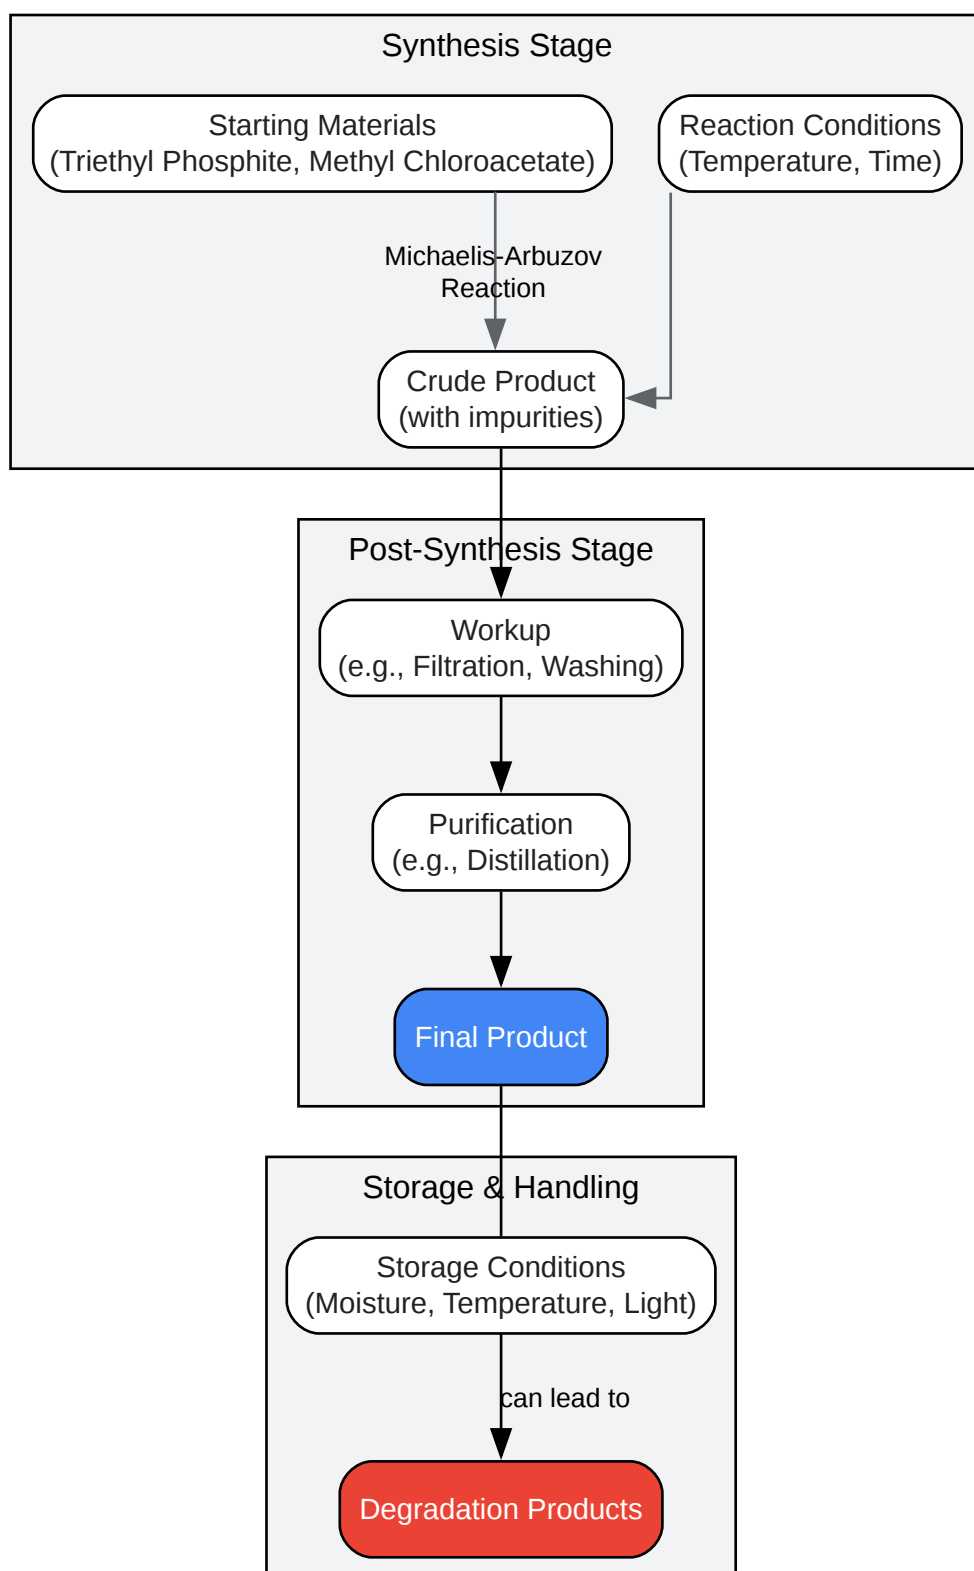 Synthesis Stage
Starting Materials
(Triethyl Phosphite, Methyl Chloroacetate)
Reaction Conditions
(Temperature, Time)
Michaelis-Arbuzov
Reaction
Crude Product
(with impurities)
Post-Synthesis Stage
Workup
(e.g., Filtration, Washing)
Purification
(e.g., Distillation)
Final Product
Storage & Handling
Storage Conditions
(Moisture, Temperature, Light)
can lead to
Degradation Products